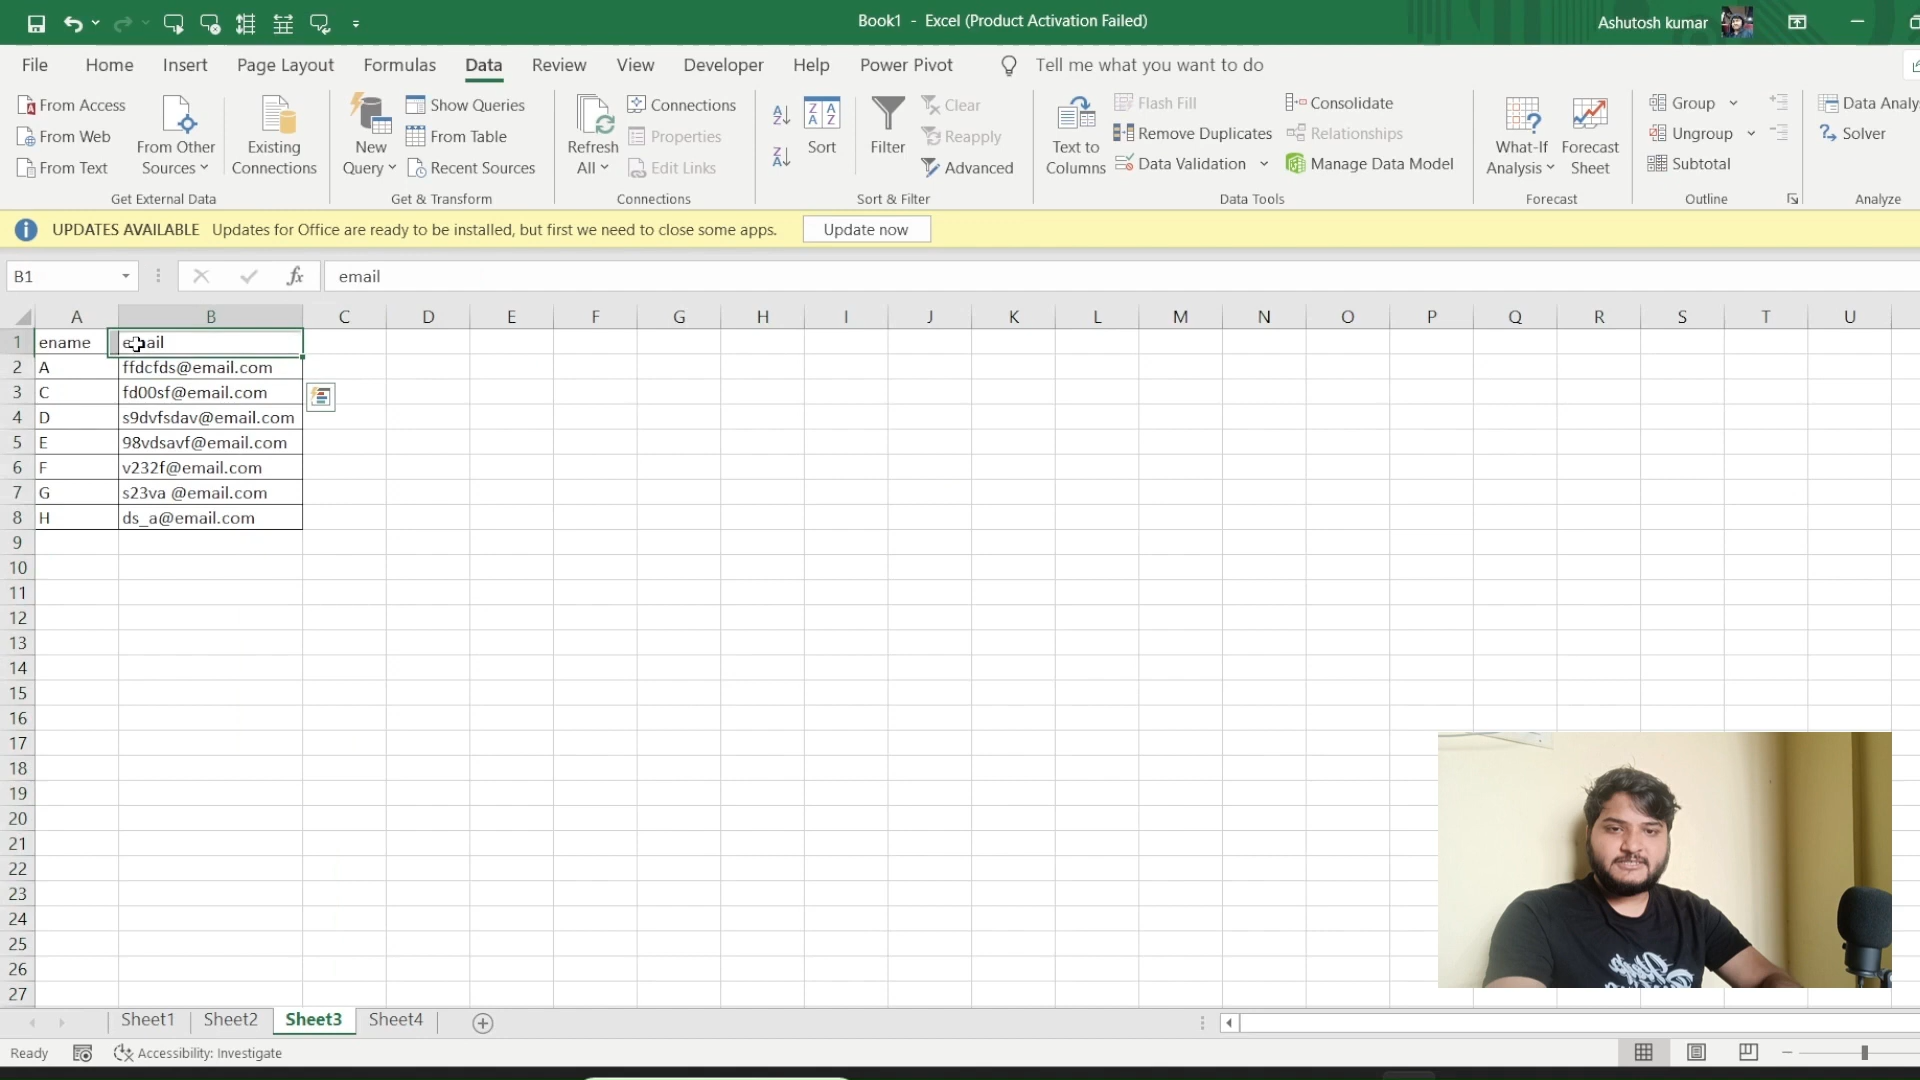 Book1 - Excel (Product Activation Failed)
Ashutosh kumar
File Home Insert Page Layout Formulas Data Review View Developer Help Power Pivot Tell me what you want to do
From Access
From Web
From Text
From Other Sources
Existing Connections
Get External Data
New Query
Show Queries
From Table
Recent Sources
Get & Transform
Refresh All
Connections
Properties
Edit Links
Connections
Sort
Filter
Clear
Reapply
Advanced
Sort & Filter
Text to Columns
Flash Fill
Remove Duplicates
Data Validation
Consolidate
Relationships
Manage Data Model
Data Tools
What-If Analysis
Forecast Sheet
Forecast
Group
Ungroup
Subtotal
Outline
Data Analy
Solver
Analyze
UPDATES AVAILABLE Updates for Office are ready to be installed, but first we need to close some apps. Update now
B1 fx email
A B C D E F G H I J K L M N O P Q R S T U
1 ename email
2 A ffdcfds@email.com
3 C fd00sf@email.com
4 D s9dvfsdav@email.com
5 E 98vdsavf@email.com
6 F v232f@email.com
7 G s23va @email.com
8 H ds_a@email.com
9
10
11
12
13
14
15
16
17
18
19
20
21
22
23
24
25
26
27
Sheet1 Sheet2 Sheet3 Sheet4
Ready Accessibility: Investigate